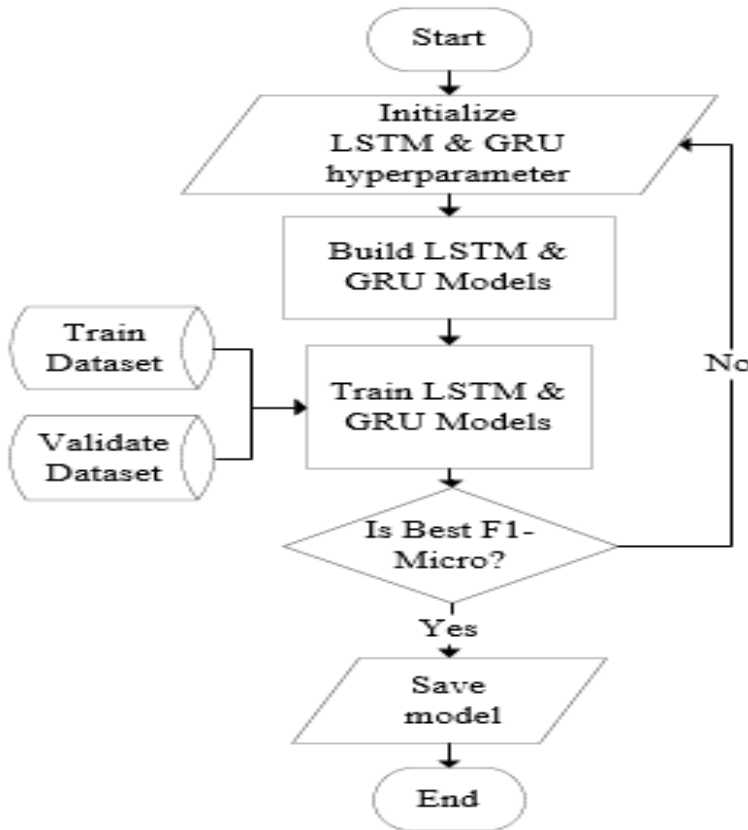 Start
Initialize
LSTM & GRU
hyperparameter
Build LSTM &
GRU Models
Train
Dataset
Validate
Dataset
Train LSTM &
GRU Models
No
Is Best F1-
Micro?
Yes
Save
model
End